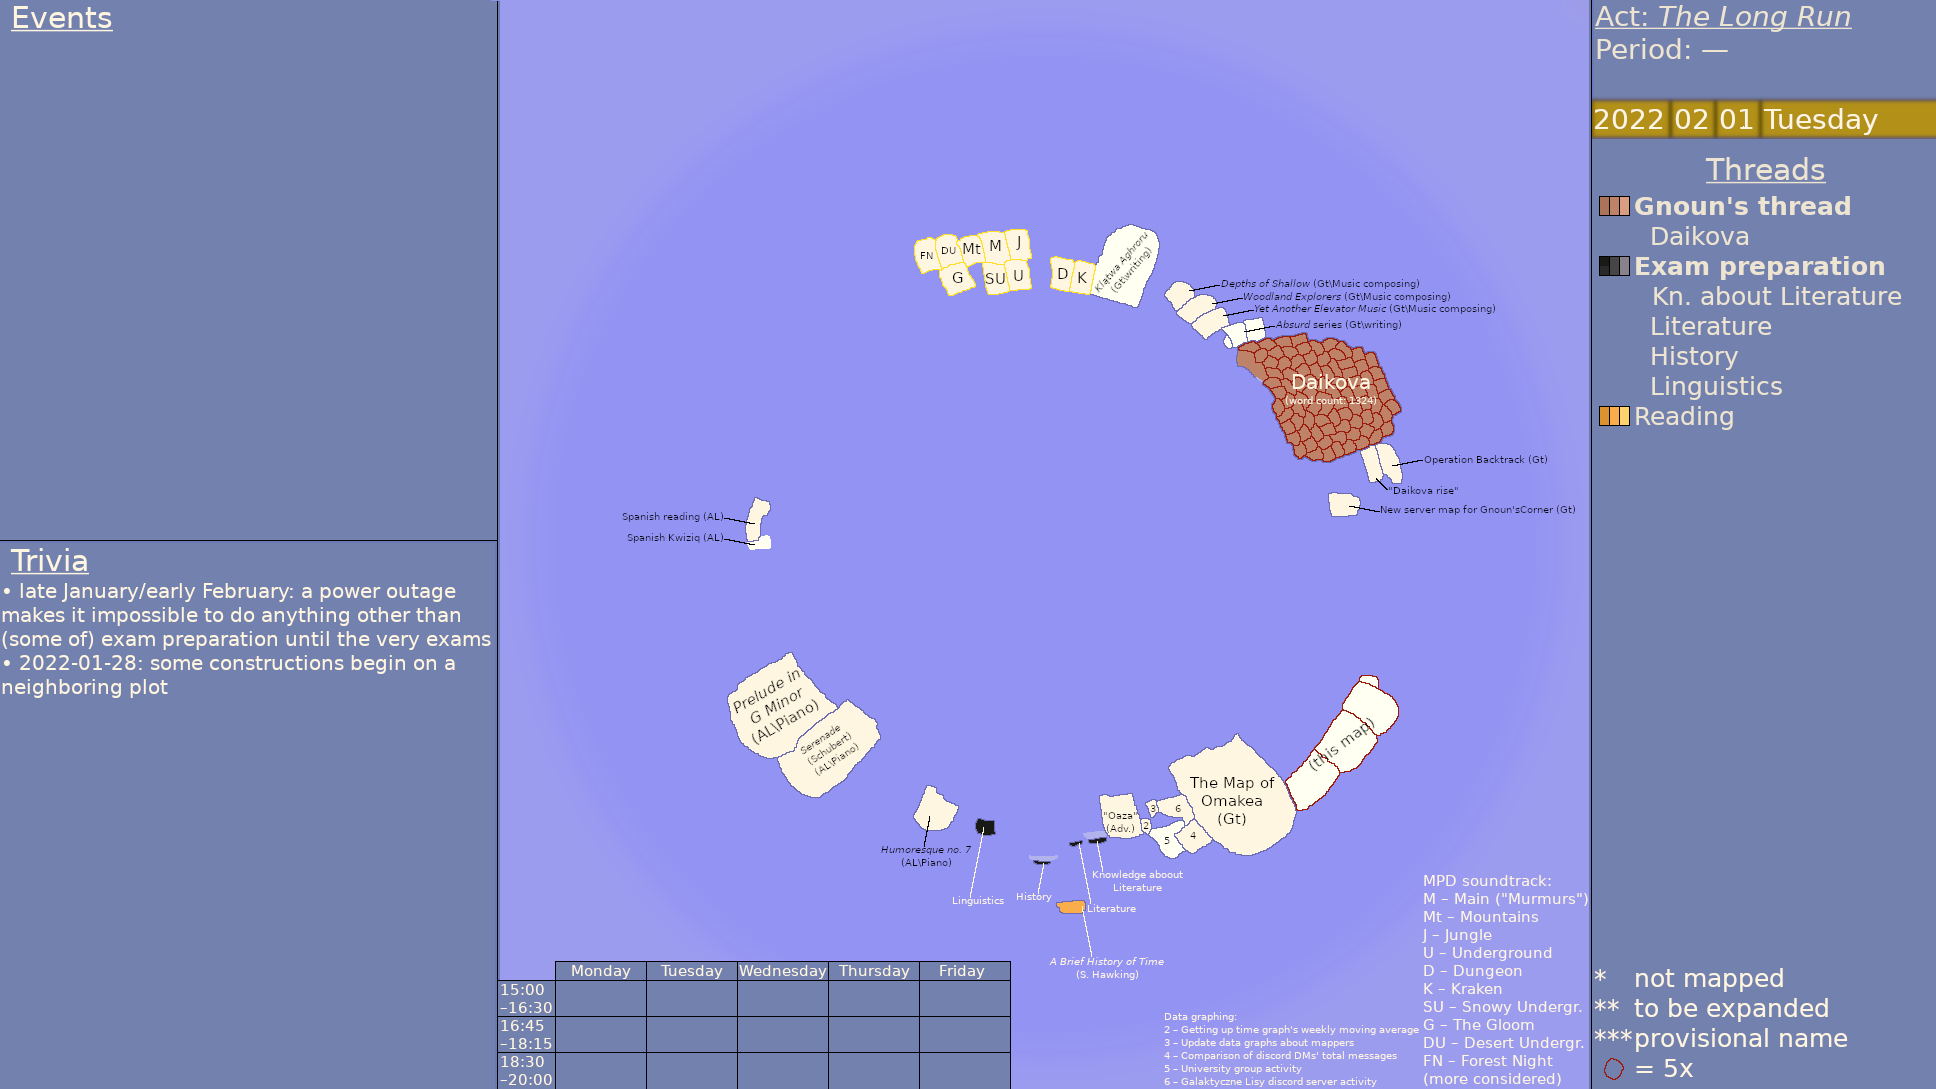 Events
Trivia
• late January/early February: a power outage
makes it impossible to do anything other than
(some of) exam preparation until the very exams
• 2022-01-28: some constructions begin on a
neighboring plot
FN
DU
Mt
M
J
G
SU
U
D
K
Klatwa Aghroru
(Gt\writing)
Depths of Shallow (Gt\Music composing)
Woodland Explorers (Gt\Music composing)
Yet Another Elevator Music (Gt\Music composing)
Absurd series (Gt\writing)
Daikova
(word count: 1324)
Operation Backtrack (Gt)
"Daikova rise"
New server map for Gnoun'sCorner (Gt)
Spanish reading (AL)
Spanish Kwiziq (AL)
Prelude in
G Minor
(AL\Piano)
Serenade
(Schubert)
(AL\Piano)
Humoresque no. 7
(AL\Piano)
Linguistics
History
Literature
Knowledge aboout
Literature
A Brief History of Time
(S. Hawking)
"Oaza"
(Adv.)
3
6
2
5
4
The Map of
Omakea
(Gt)
(this map)
Monday
Tuesday
Wednesday
Thursday
Friday
15:00
–16:30
16:45
–18:15
18:30
–20:00
Data graphing:
2 – Getting up time graph's weekly moving average
3 – Update data graphs about mappers
4 – Comparison of discord DMs' total messages
5 – University group activity
6 – Galaktyczne Lisy discord server activity
MPD soundtrack:
M – Main ("Murmurs")
Mt – Mountains
J – Jungle
U – Underground
D – Dungeon
K – Kraken
SU – Snowy Undergr.
G – The Gloom
DU – Desert Undergr.
FN – Forest Night
(more considered)
Act: The Long Run
Period: —
2022 02 01 Tuesday
Threads
Gnoun's thread
Daikova
Exam preparation
Kn. about Literature
Literature
History
Linguistics
Reading
* not mapped
** to be expanded
*** provisional name
= 5x